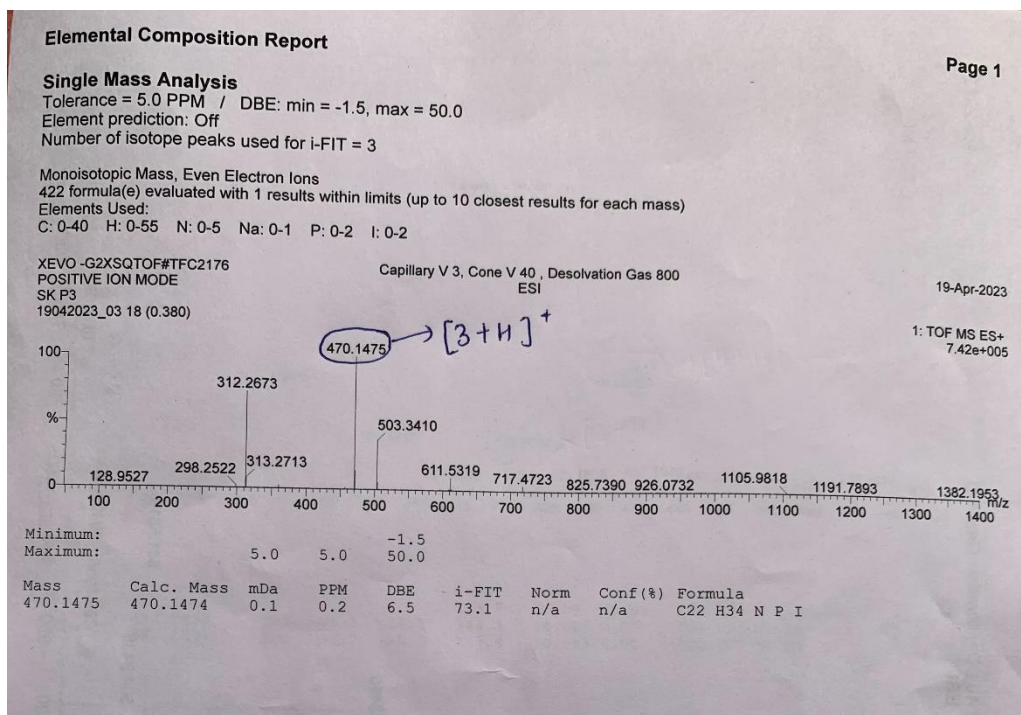 Elemental Composition Report
Page 1
Single Mass Analysis
Tolerance = 5.0 PPM / DBE: min = -1.5, max = 50.0
Element prediction: Off
Number of isotope peaks used for i-FIT = 3
Monoisotopic Mass, Even Electron Ions
422 formula(e) evaluated with 1 results within limits (up to 10 closest results for each mass)
Elements Used:
C: 0-40 H: 0-55 N: 0-5 Na: 0-1 P: 0-2 I: 0-2
XEVO -G2XSQTOF#TFC2176
POSITIVE ION MODE
SK P3
19042023_03 18 (0.380)
Capillary V 3, Cone V 40 , Desolvation Gas 800
ESI
19-Apr-2023
1: TOF MS ES+
7.42e+005
470.1475 → [3+H]+
100
312.2673
%
503.3410
313.2713
298.2522
128.9527
611.5319
717.4723
825.7390
926.0732
1105.9818
1191.7893
1382.1953
0
m/z
100 200 300 400 500 600 700 800 900 1000 1100 1200 1300 1400
Minimum: -1.5
Maximum: 5.0 5.0 50.0
Mass Calc. Mass mDa PPM DBE i-FIT Norm Conf(%) Formula
470.1475 470.1474 0.1 0.2 6.5 73.1 n/a n/a C22 H34 N P I